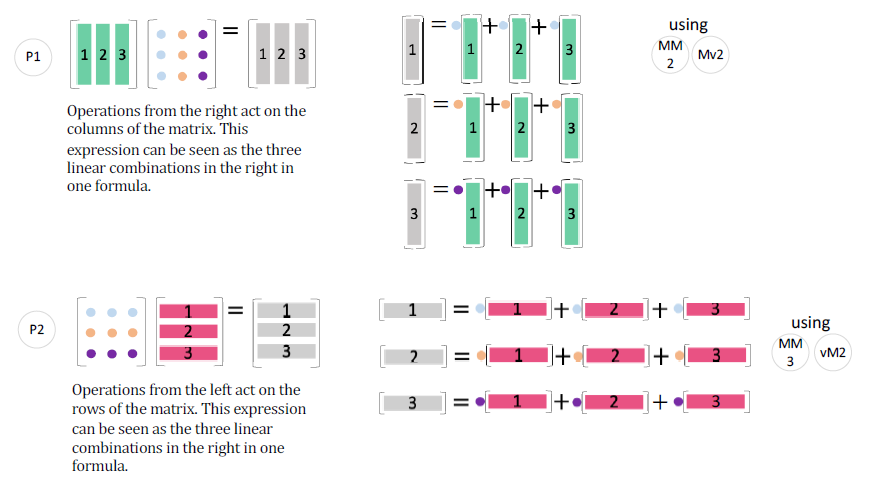 P1
1 2 3 = 1 2 3
Operations from the right act on the
columns of the matrix. This
expression can be seen as the three
linear combinations in the right in
one formula.
1 = 1 + 2 + 3
2 = 1 + 2 + 3
3 = 1 + 2 + 3
using
MM
2
Mv2
P2
1 = 1
2 2
3 3
Operations from the left act on the
rows of the matrix. This expression
can be seen as the three linear
combinations in the right in one
formula.
1 = 1 + 2 + 3
2 = 1 + 2 + 3
3 = 1 + 2 + 3
using
MM
3
vM2